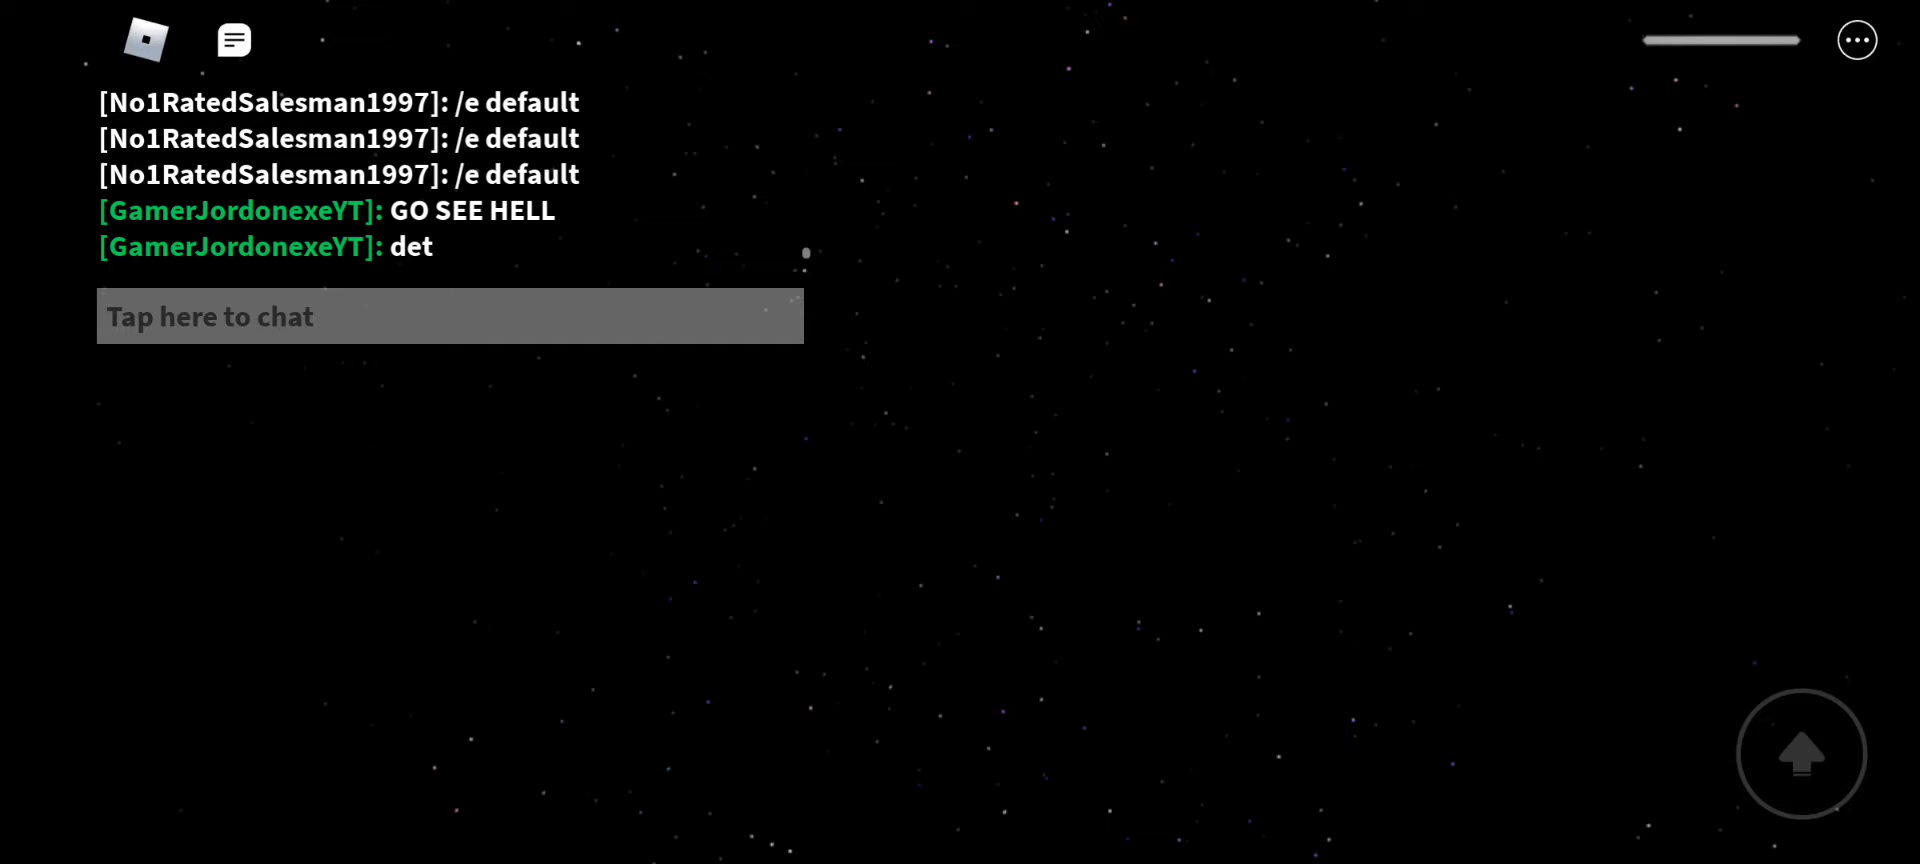 [No1RatedSalesman1997]: /e default
[No1RatedSalesman1997]: /e default
[No1RatedSalesman1997]: /e default
[GamerJordonexeYT]: GO SEE HELL
[GamerJordonexeYT]: det
Tap here to chat